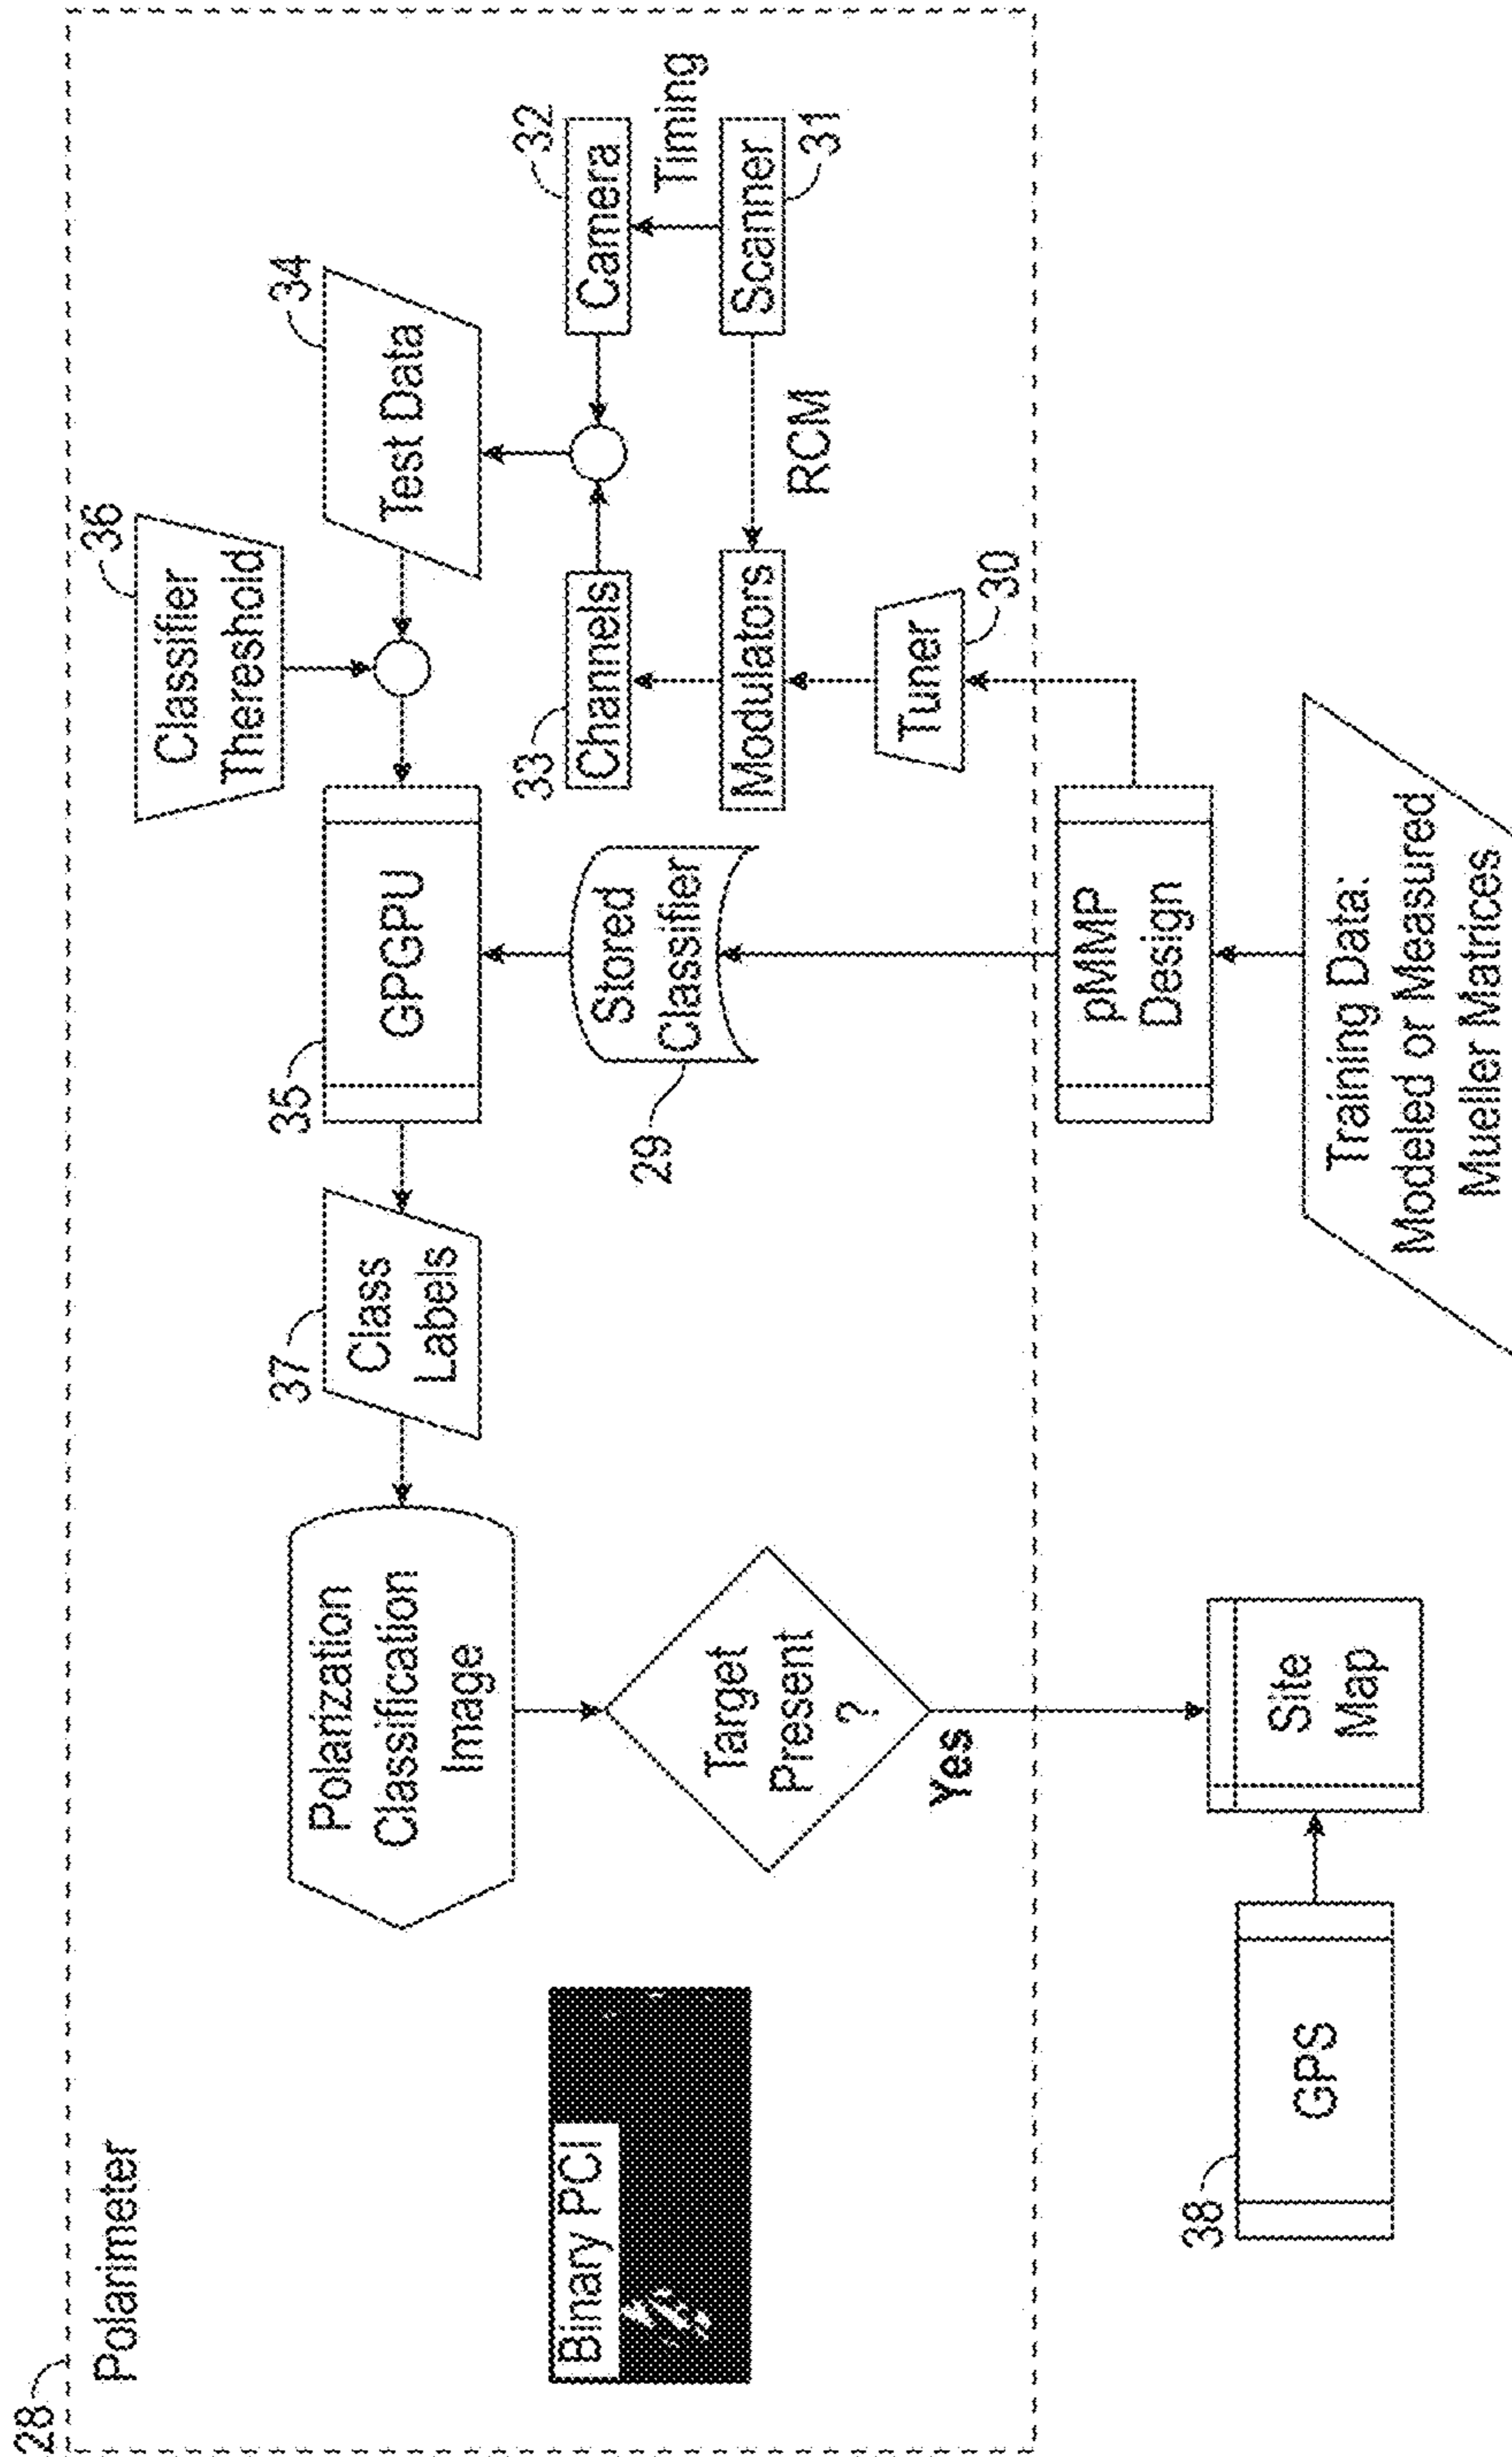 28
Polarimeter
36
Classifier
Thereshold
37
35
34
Polarization
Classification
Image
Class
Labels
GPGPU
Test Data
33
32
Binary PCI
Target
Present
?
Stored
Classifier
29
Channels
Camera
Timing
Modulators
Scanner
RCM
31
Tuner
30
Yes
pMMP
Design
38
GPS
Site
Map
Training Data:
Modeled or Measured
Mueller Matrices